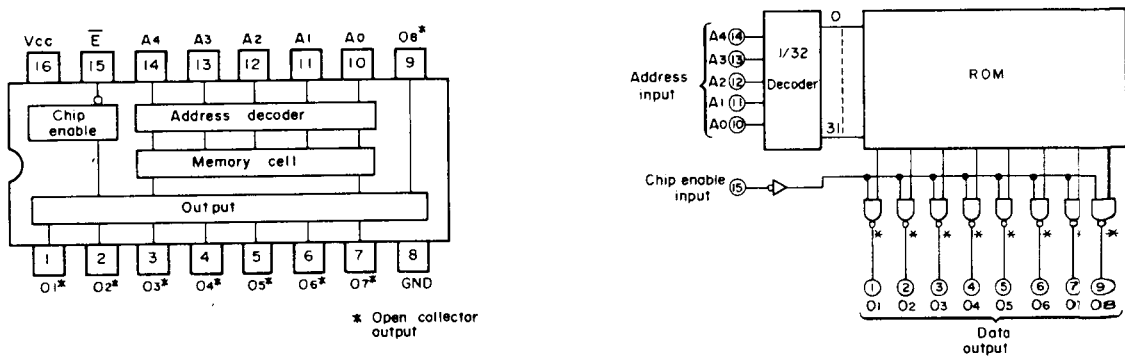 Vcc E A4 A3 A2 A1 A0 O8*
16 15 14 13 12 11 10 9
Chip enable
Address decoder
Memory cell
Output
1 2 3 4 5 6 7 8
O1* O2* O3* O4* O5* O6* O7* GND
* Open collector output
Address input
A4 14
A3 13
A2 12
A1 11
A0 10
1/32 Decoder
0
31
ROM
Chip enable input
15
* * * * * * *
1 2 3 4 5 6 7 9
O1 O2 O3 O4 O5 O6 O7 O8
Data output